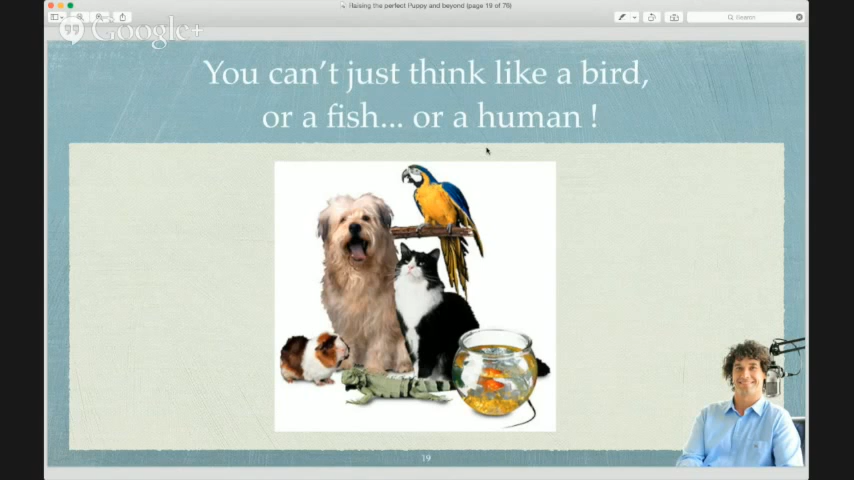 Raising the perfect Puppy and beyond (page 19 of 76)
Search
Google+
You can't just think like a bird,
or a fish... or a human !
19